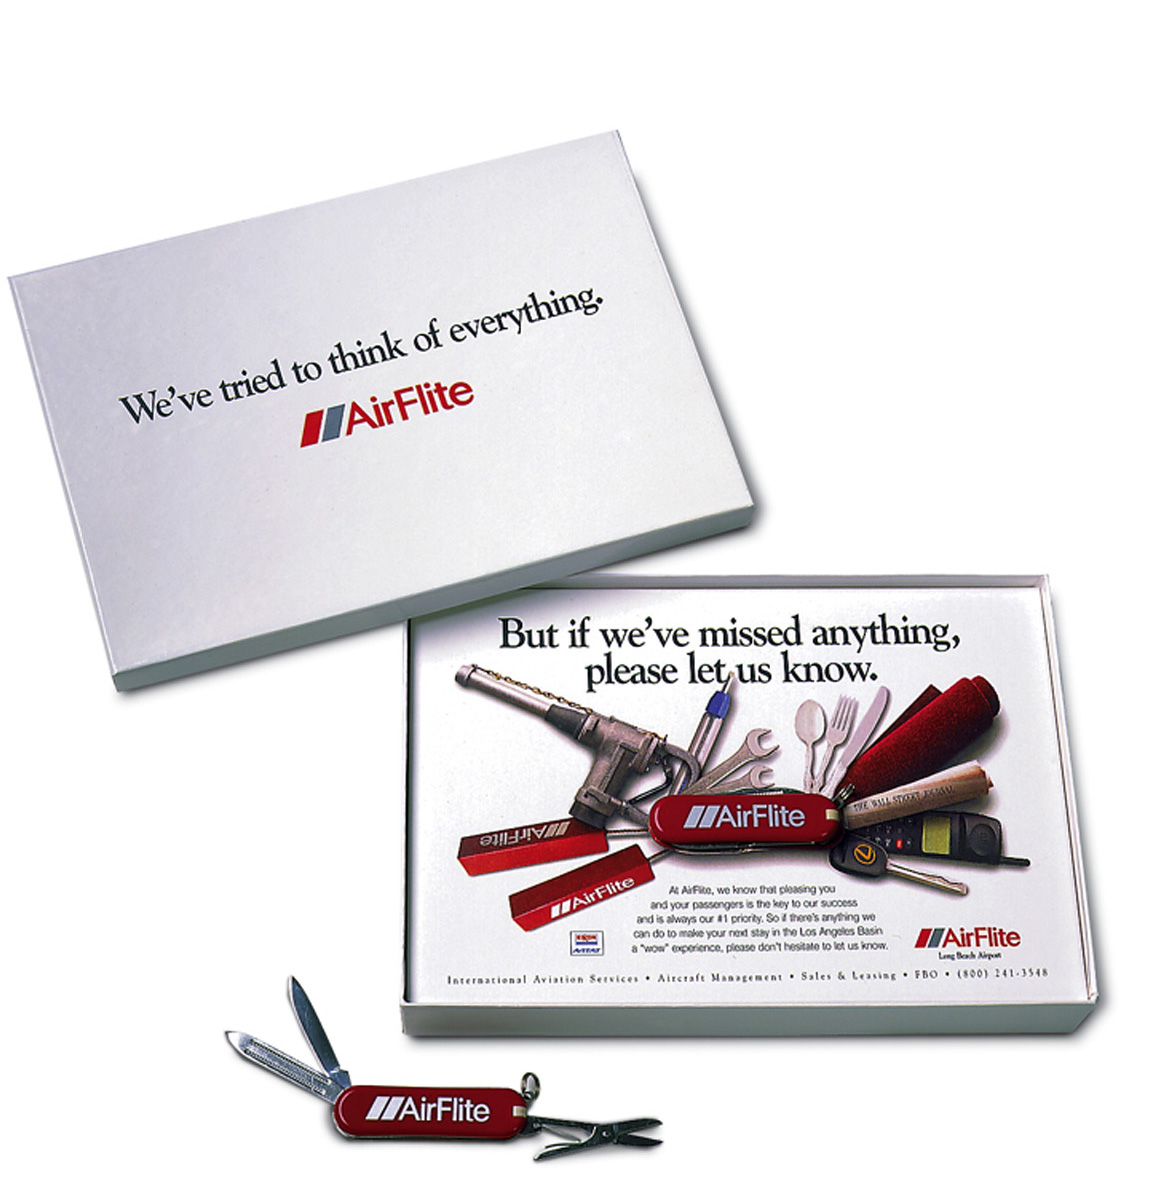 We've tried to think of everything.
AirFlite
But if we've missed anything,
please let us know.
THE WALL STREET JOURNAL
AirFlite
AirFlite
AirFlite
At AirFlite, we know that pleasing you
and your passengers is the key to our success
and is always our #1 priority. So if there's anything we
can do to make your next stay in the Los Angeles Basin
a "wow" experience, please don't hesitate to let us know.
EXXON
AVITAT
AirFlite
Long Beach Airport
International Aviation Services • Aircraft Management • Sales & Leasing • FBO • (800) 241-3548
AirFlite